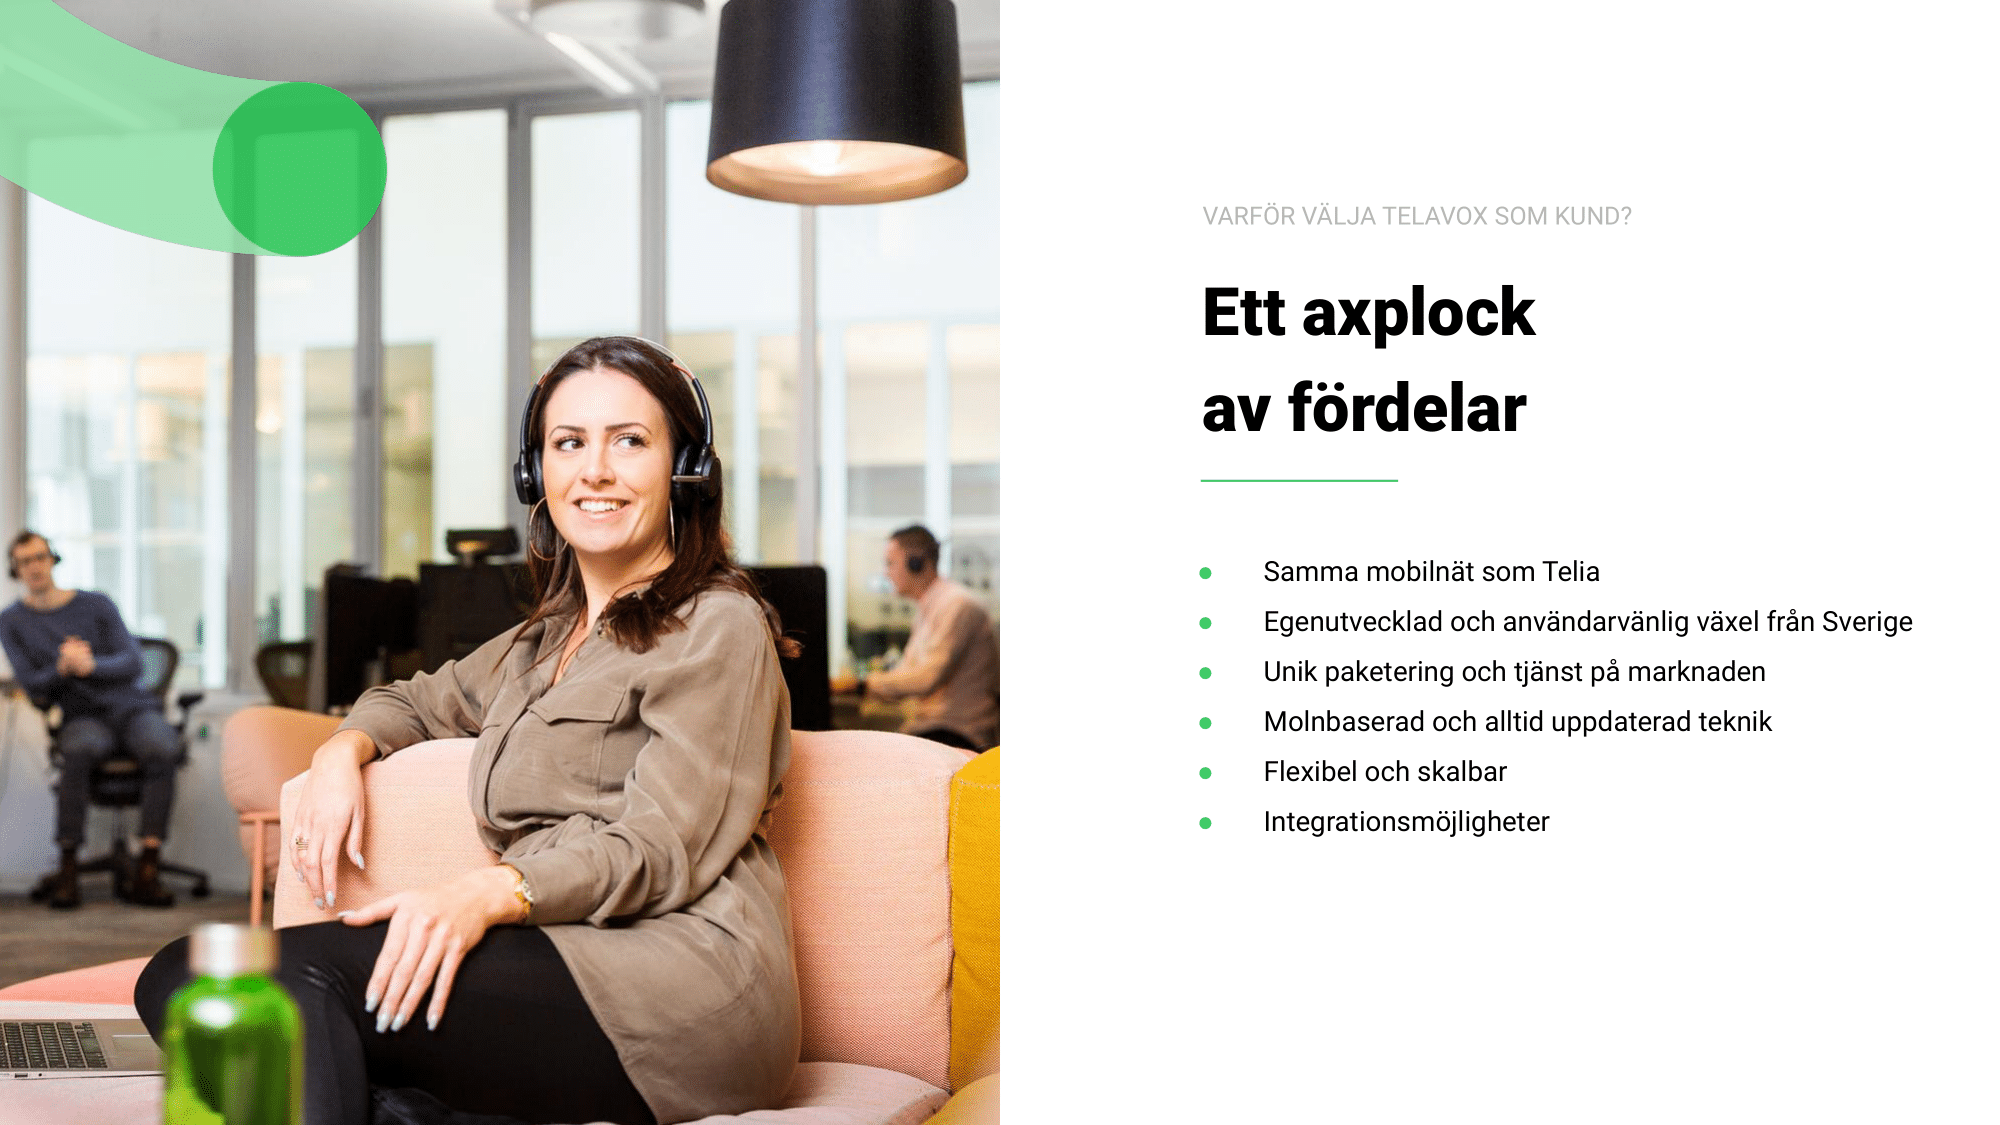 VARFÖR VÄLJA TELAVOX SOM KUND?
Ett axplock
av fördelar
Samma mobilnät som Telia
Egenutvecklad och användarvänlig växel från Sverige
Unik paketering och tjänst på marknaden
Molnbaserad och alltid uppdaterad teknik
Flexibel och skalbar
Integrationsmöjligheter